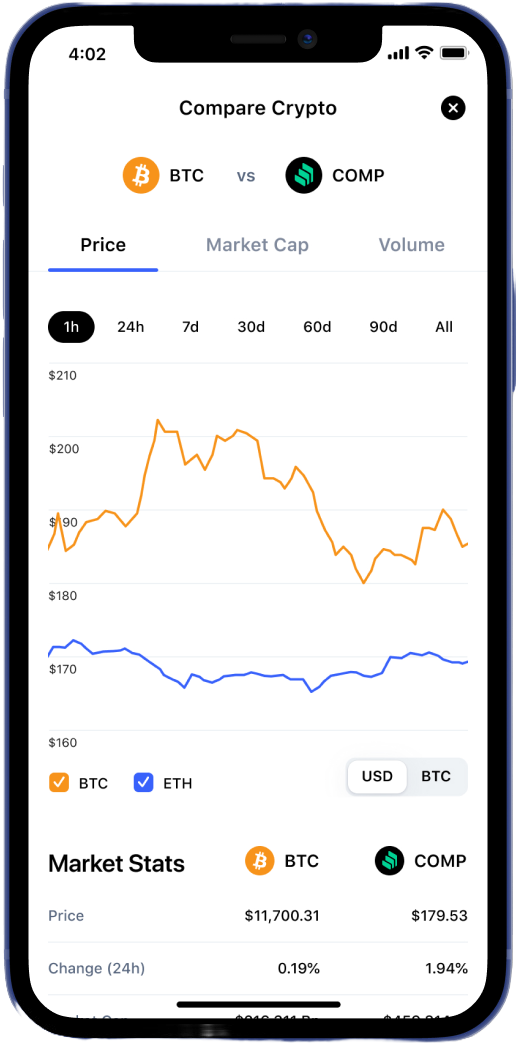 4:02
Compare Crypto
BTC vs COMP
Price Market Cap Volume
1h 24h 7d 30d 60d 90d All
$210
$200
$190
$180
$170
$160
BTC ETH USD BTC
Market Stats BTC COMP
Price $11,700.31 $179.53
Change (24h) 0.19% 1.94%